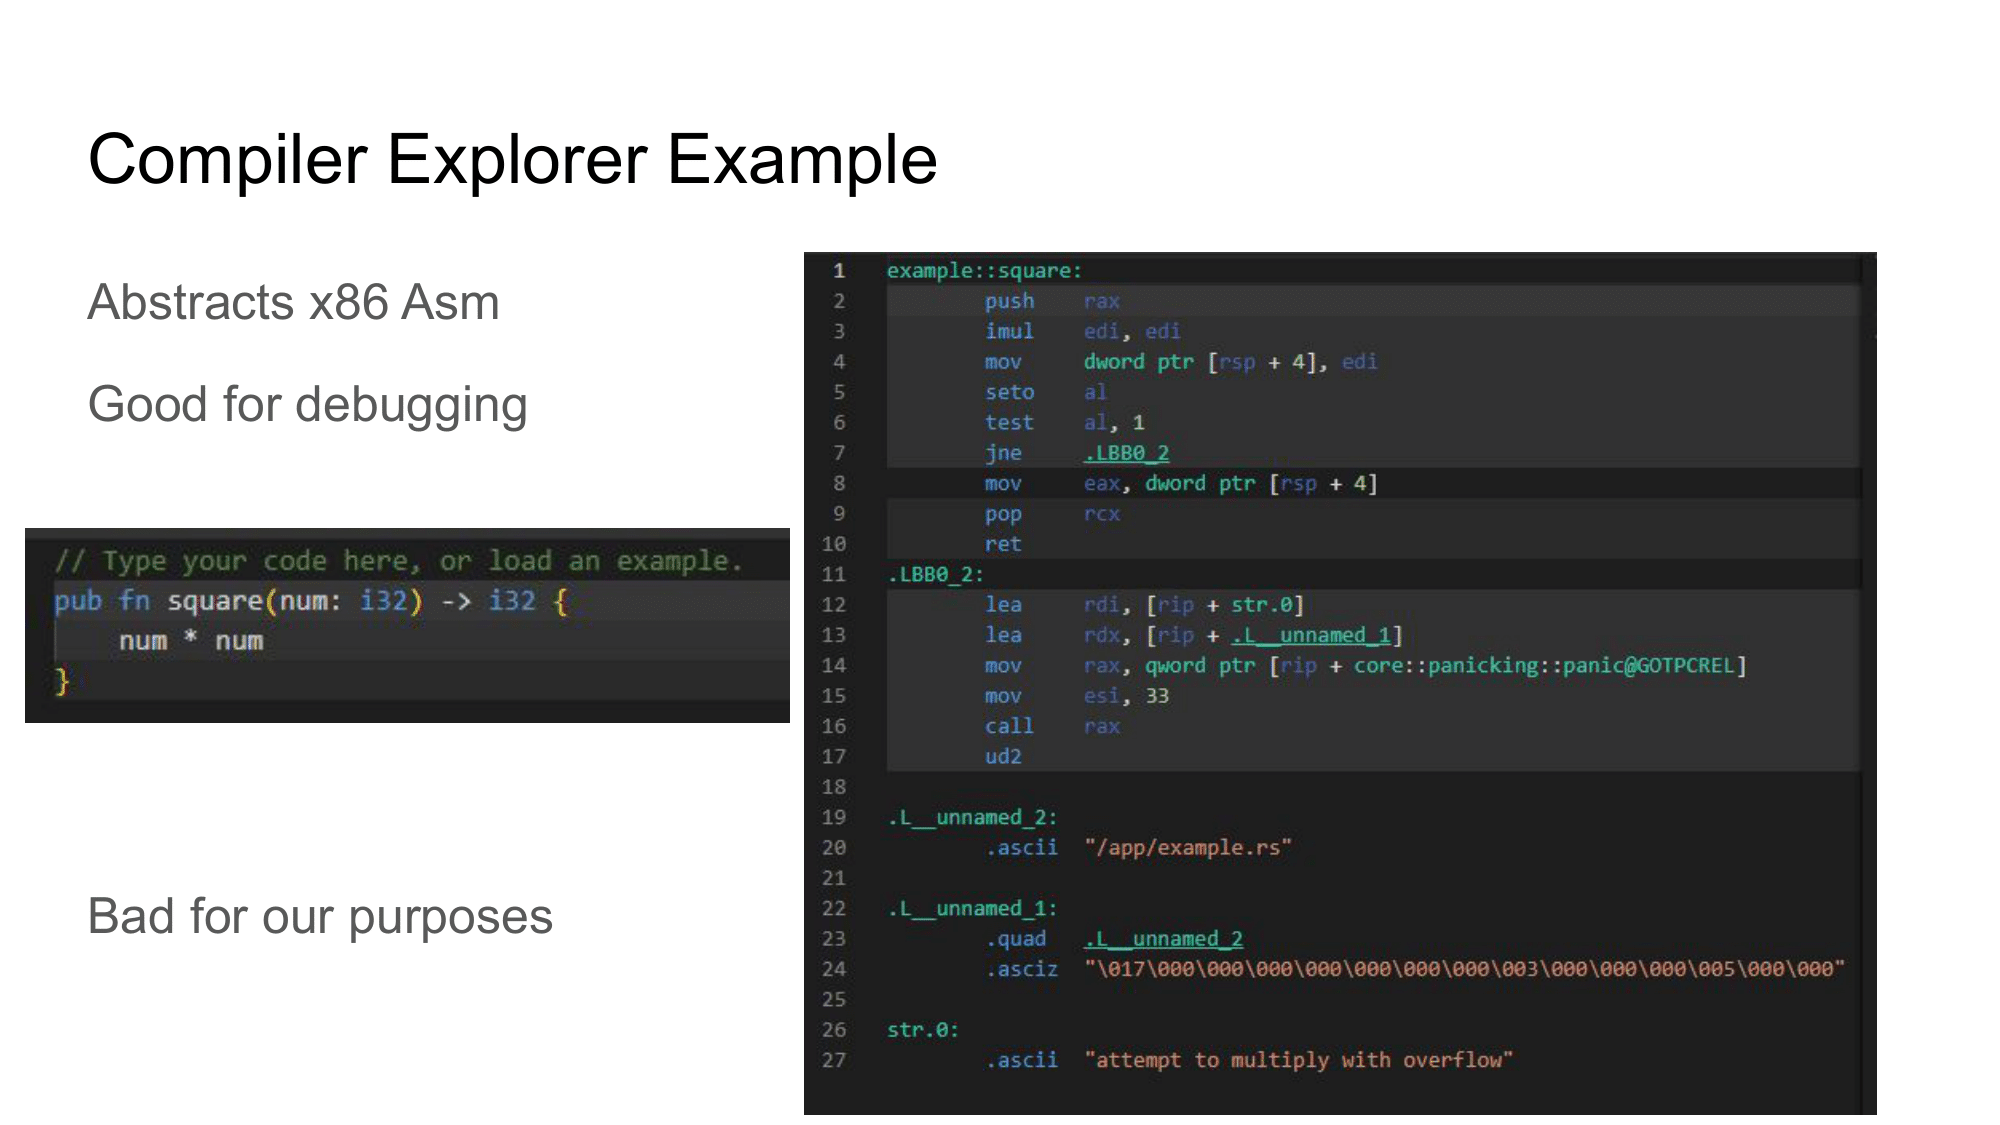 Compiler Explorer Example
Abstracts x86 Asm
Good for debugging
// Type your code here, or load an example.
pub fn square(num: i32) -> i32 {
    num * num
}
Bad for our purposes
1 example::square:
2         push    rax
3         imul    edi, edi
4         mov     dword ptr [rsp + 4], edi
5         seto    al
6         test    al, 1
7         jne     .LBB0_2
8         mov     eax, dword ptr [rsp + 4]
9         pop     rcx
10         ret
11 .LBB0_2:
12         lea     rdi, [rip + str.0]
13         lea     rdx, [rip + .L__unnamed_1]
14         mov     rax, qword ptr [rip + core::panicking::panic@GOTPCREL]
15         mov     esi, 33
16         call    rax
17         ud2
18
19 .L__unnamed_2:
20         .ascii  "/app/example.rs"
21
22 .L__unnamed_1:
23         .quad   .L__unnamed_2
24         .asciz  "\017\000\000\000\000\000\000\000\003\000\000\000\005\000\000"
25
26 str.0:
27         .ascii  "attempt to multiply with overflow"